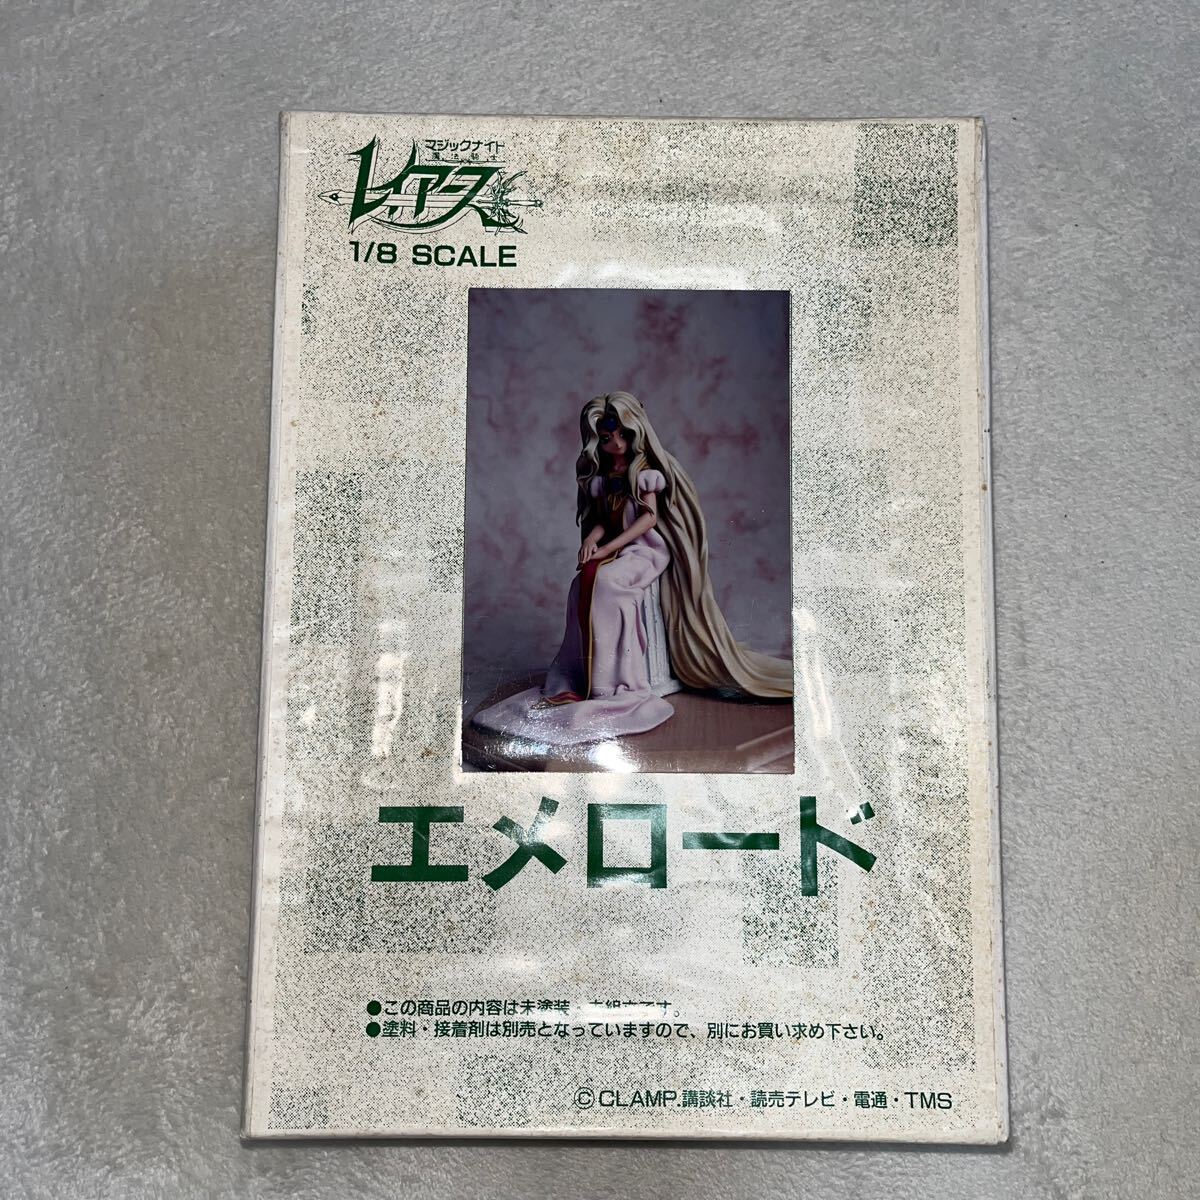 マジックナイト
魔法騎士
レイアース
1/8 SCALE
エメロード
●この商品の内容は未塗装・未組立です。
●塗料・接着剤は別売となっていますので、別にお買い求め下さい。
©CLAMP.講談社・読売テレビ・電通・TMS